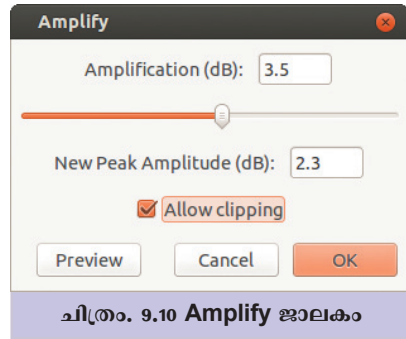 Amplify
Amplification (dB): 3.5
New Peak Amplitude (dB): 2.3
Allow clipping
Preview Cancel OK
ചിത്രം. 9.10 Amplify ജാലകം